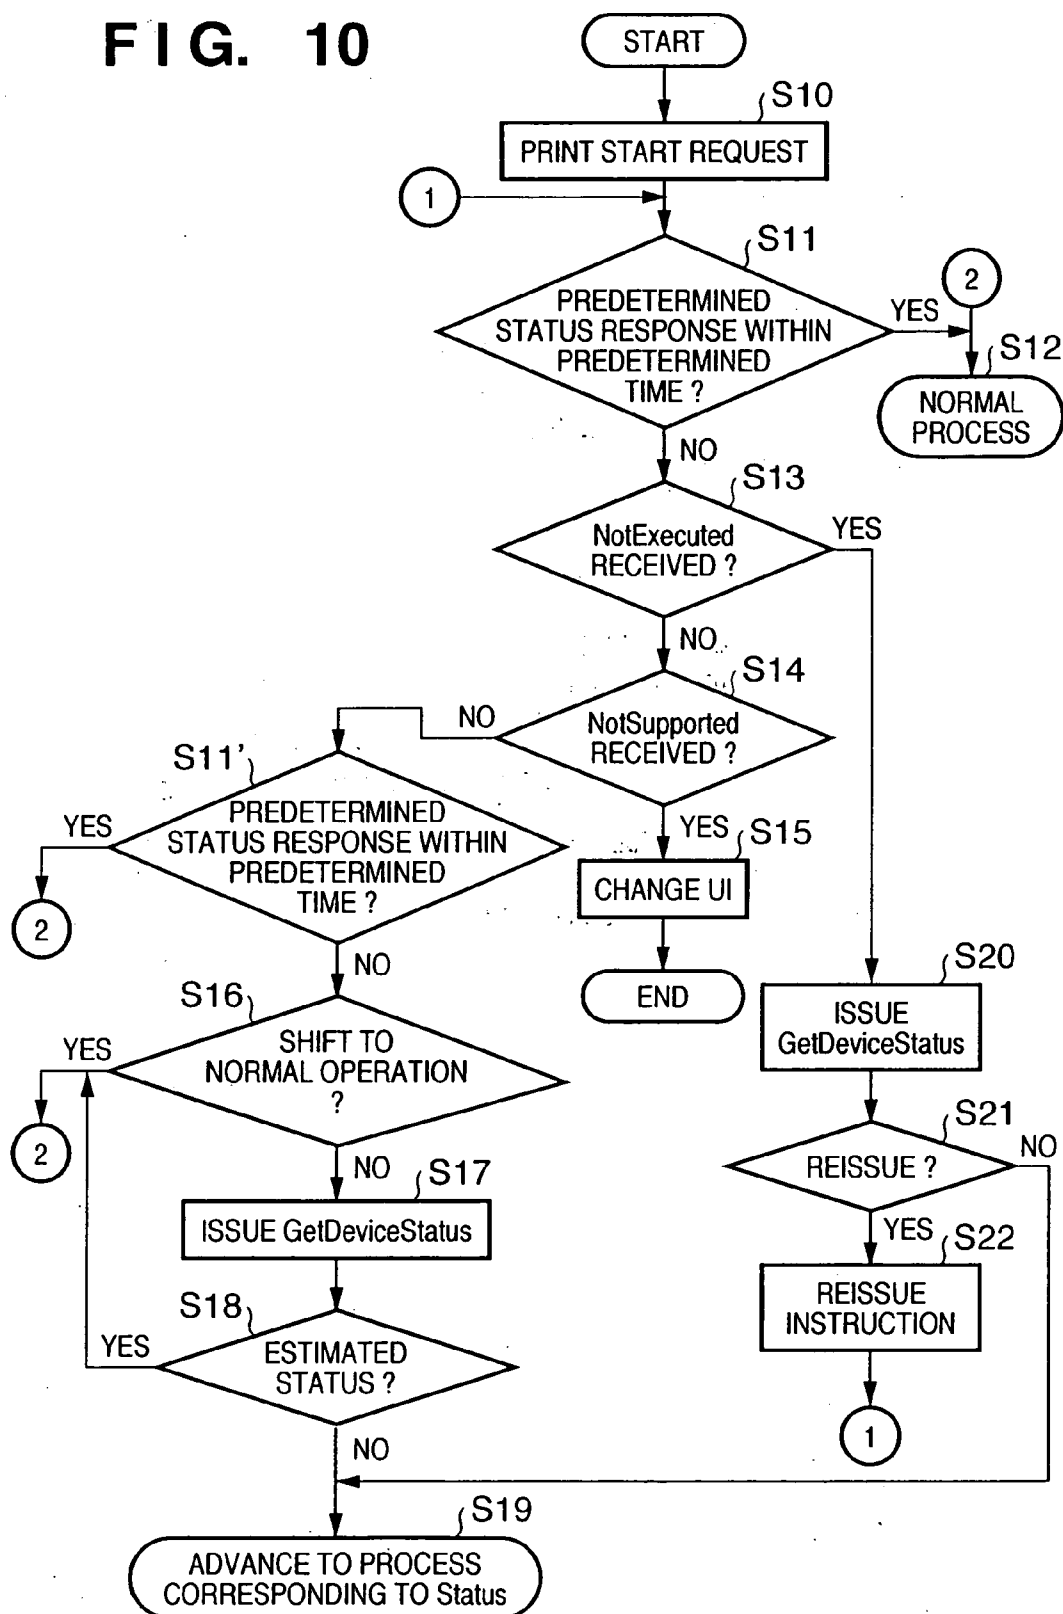 FIG. 10
START
S10
PRINT START REQUEST
1
S11
PREDETERMINED
STATUS RESPONSE WITHIN
PREDETERMINED
TIME ?
YES
2
S12
NORMAL
PROCESS
NO
S13
NotExecuted
RECEIVED ?
YES
NO
S14
NotSupported
RECEIVED ?
NO
S11'
PREDETERMINED
STATUS RESPONSE WITHIN
PREDETERMINED
TIME ?
YES
2
YES
S15
CHANGE UI
END
NO
S16
SHIFT TO
NORMAL OPERATION
?
YES
2
NO
S17
ISSUE GetDeviceStatus
S18
ESTIMATED
STATUS ?
YES
NO
S20
ISSUE
GetDeviceStatus
S21
REISSUE ?
NO
YES
S22
REISSUE
INSTRUCTION
1
S19
ADVANCE TO PROCESS
CORRESPONDING TO Status